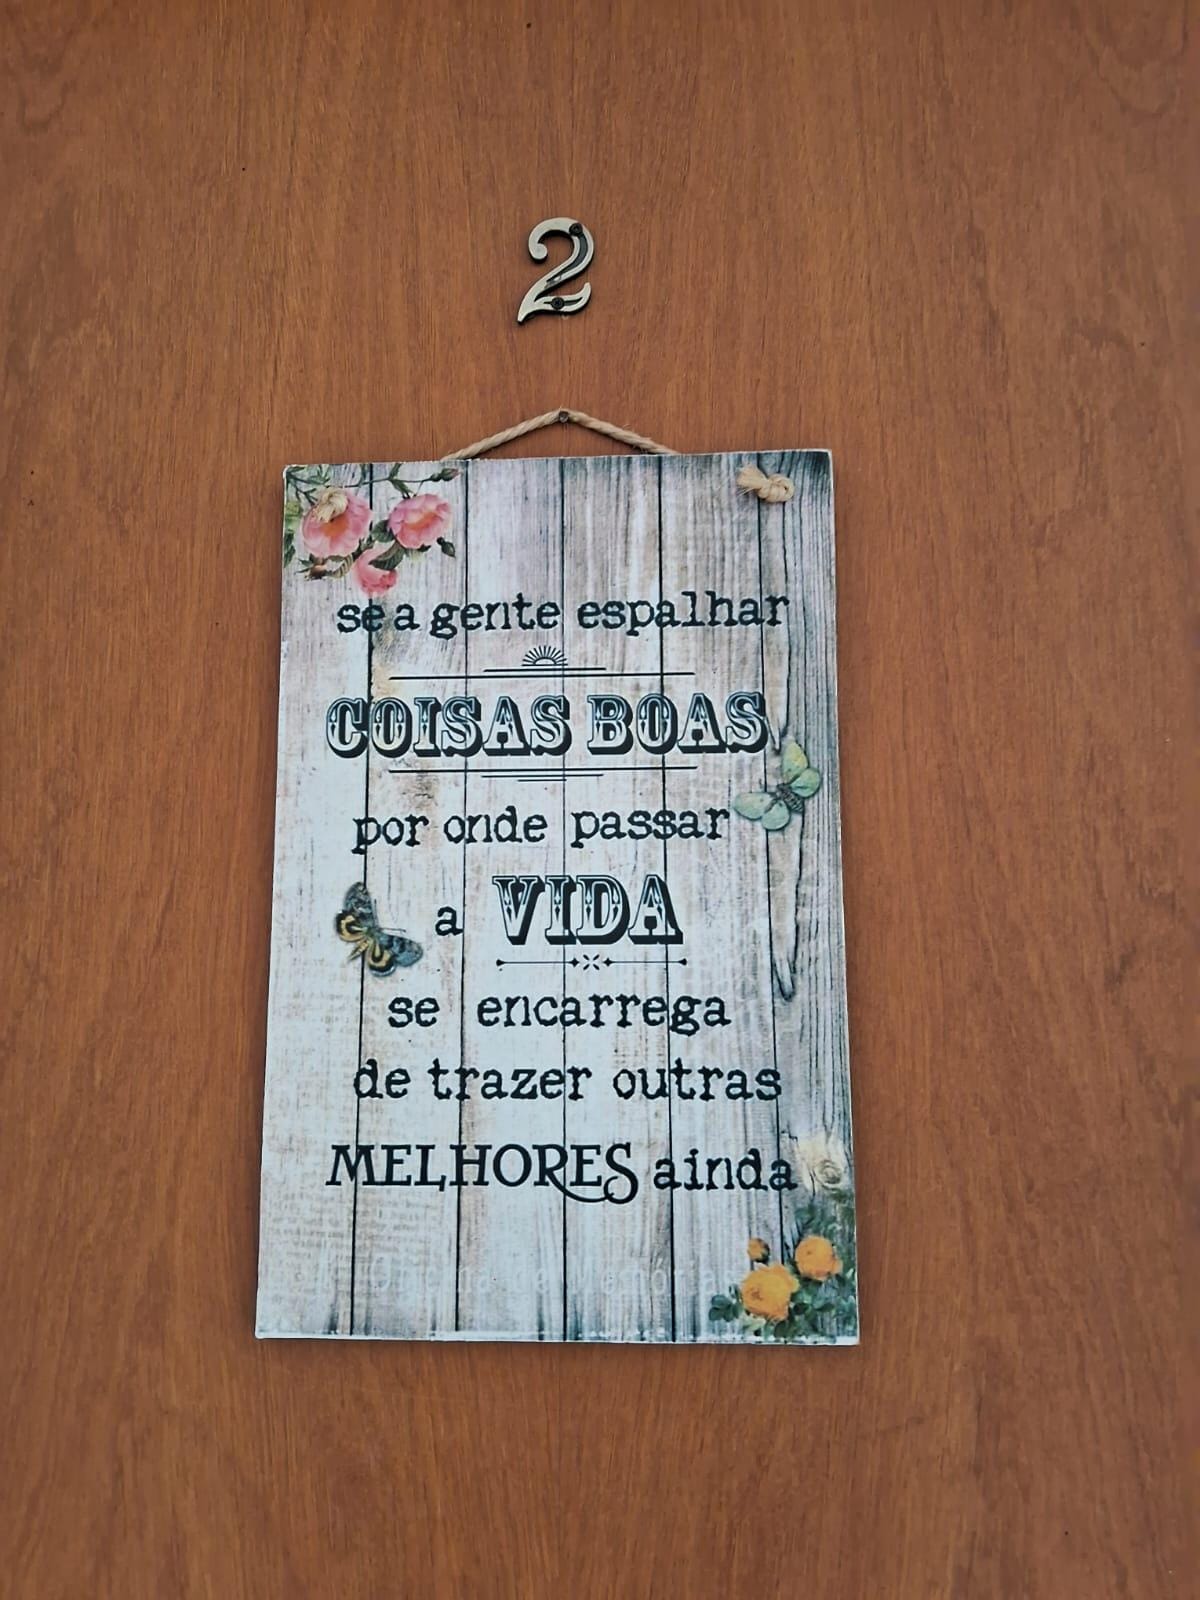 2
se a gente espalhar
COISAS BOAS
por onde passar
a VIDA
se encarrega
de trazer outras
MELHORES ainda